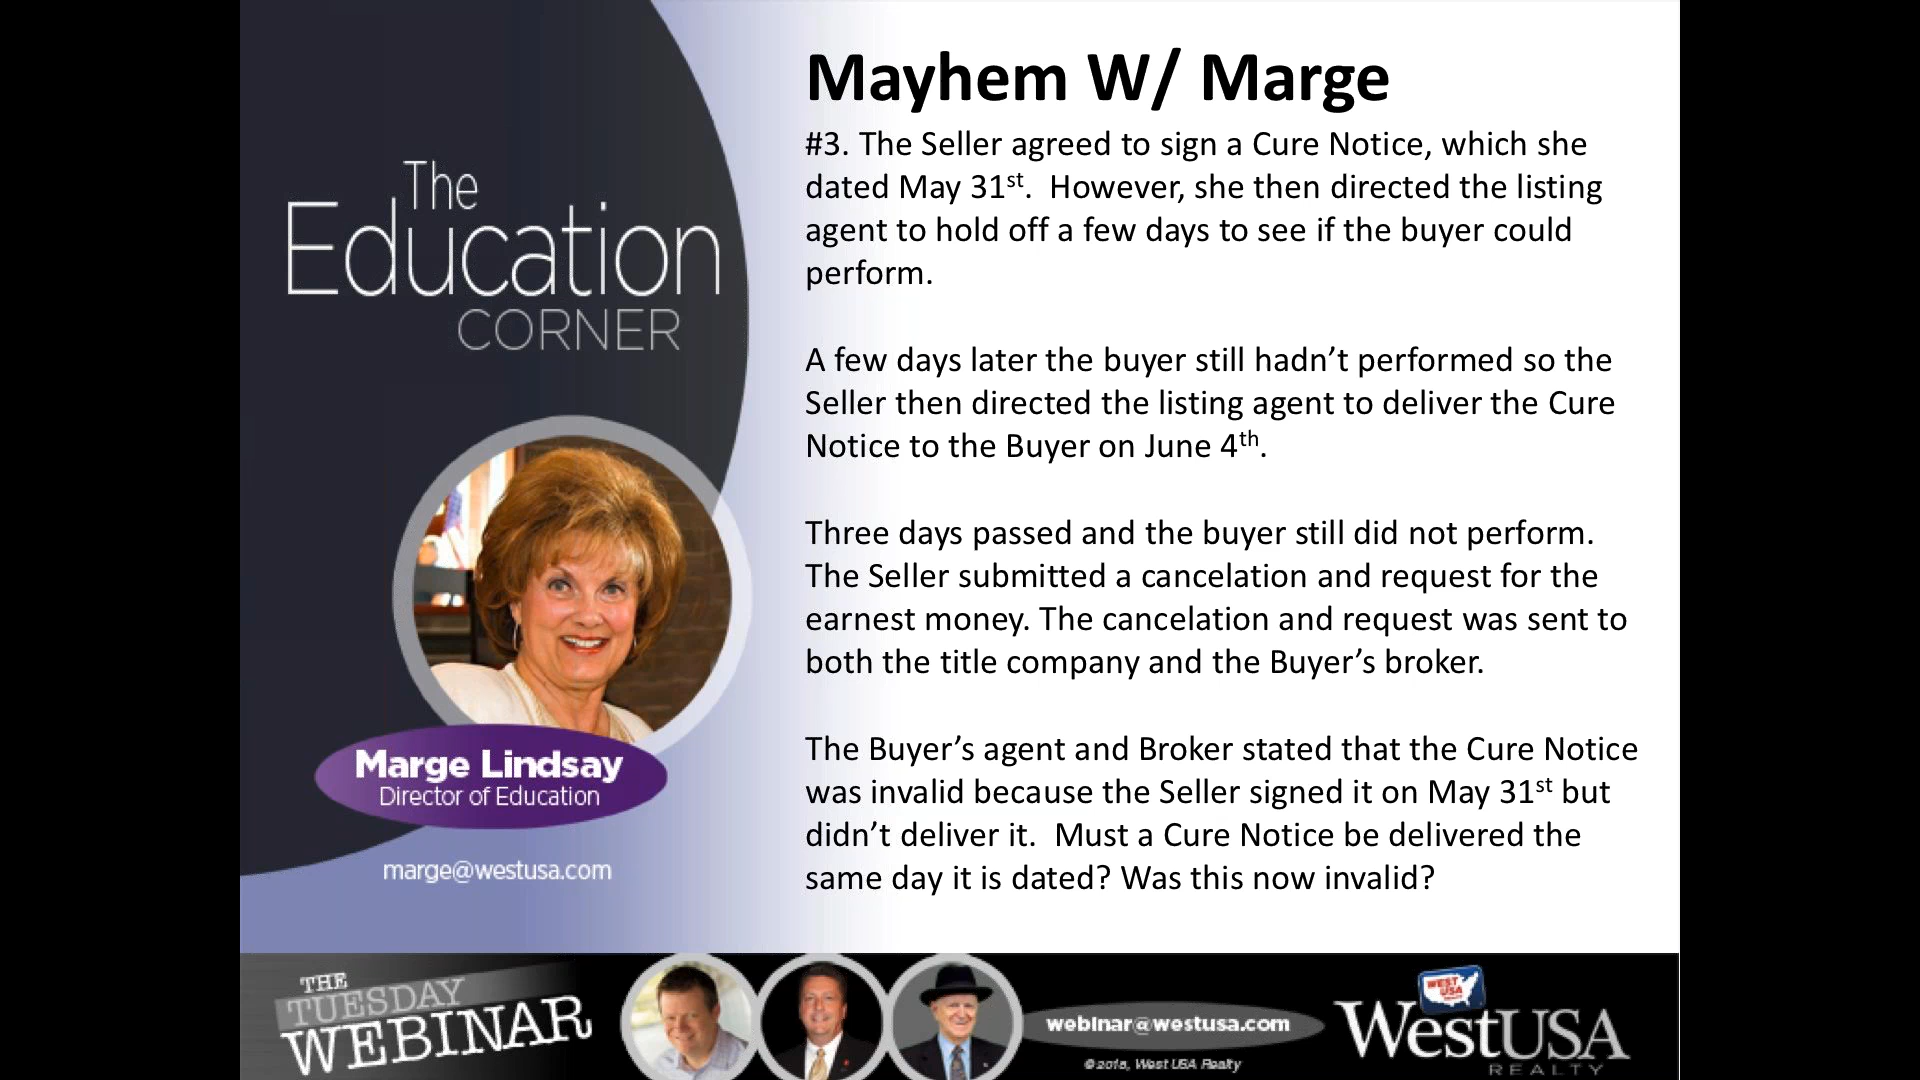 Mayhem W/ Marge
#3. The Seller agreed to sign a Cure Notice, which she
dated May 31st.  However, she then directed the listing
agent to hold off a few days to see if the buyer could
perform.
A few days later the buyer still hadn’t performed so the
Seller then directed the listing agent to deliver the Cure
Notice to the Buyer on June 4th.
Three days passed and the buyer still did not perform.
The Seller submitted a cancelation and request for the
earnest money. The cancelation and request was sent to
both the title company and the Buyer’s broker.
The Buyer’s agent and Broker stated that the Cure Notice
was invalid because the Seller signed it on May 31st but
didn’t deliver it.  Must a Cure Notice be delivered the
same day it is dated? Was this now invalid?
The
Education
CORNER
Marge Lindsay
Director of Education
marge@westusa.com
THE
TUESDAY
WEBINAR
webinar@westusa.com
©2018, West USA Realty
WEST
USA
WestUSA
REALTY